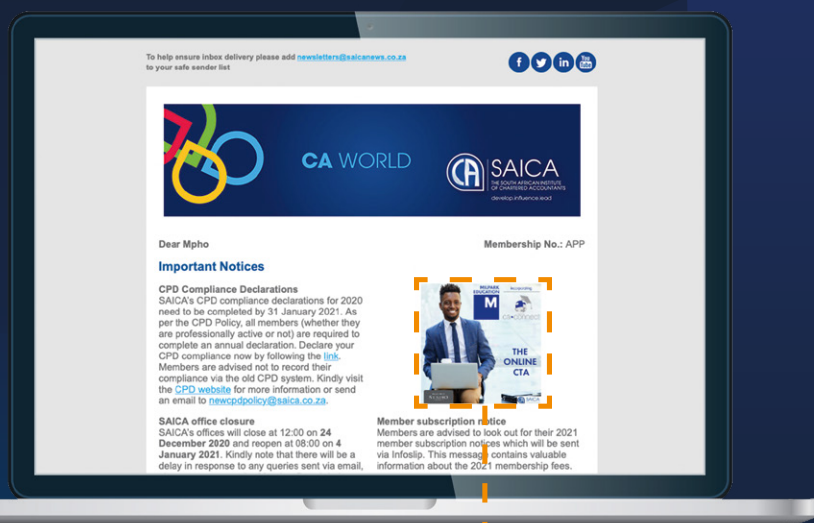 To help ensure inbox delivery please add newsletters@saicanews.co.za
to your safe sender list
f in You Tube
CA WORLD
CA SAICA
THE SOUTH AFRICAN INSTITUTE
OF CHARTERED ACCOUNTANTS
develop.influence.lead
Dear Mpho
Membership No.: APP
Important Notices
CPD Compliance Declarations
SAICA's CPD compliance declarations for 2020
need to be completed by 31 January 2021. As
per the CPD Policy, all members (whether they
are professionally active or not) are required to
complete an annual declaration. Declare your
CPD compliance now by following the link.
Members are advised not to record their
compliance via the old CPD system. Kindly visit
the CPD website for more information or send
an email to newcpdpolicy@saica.co.za.
MILPARK
EDUCATION
M
Incorporating
ca connect
THE
ONLINE
CTA
SAICA
SAICA office closure
SAICA's offices will close at 12:00 on 24
December 2020 and reopen at 08:00 on 4
January 2021. Kindly note that there will be a
delay in response to any queries sent via email,
Member subscription notice
Members are advised to look out for their 2021
member subscription notices which will be sent
via Infoslip. This message contains valuable
information about the 2021 membership fees.